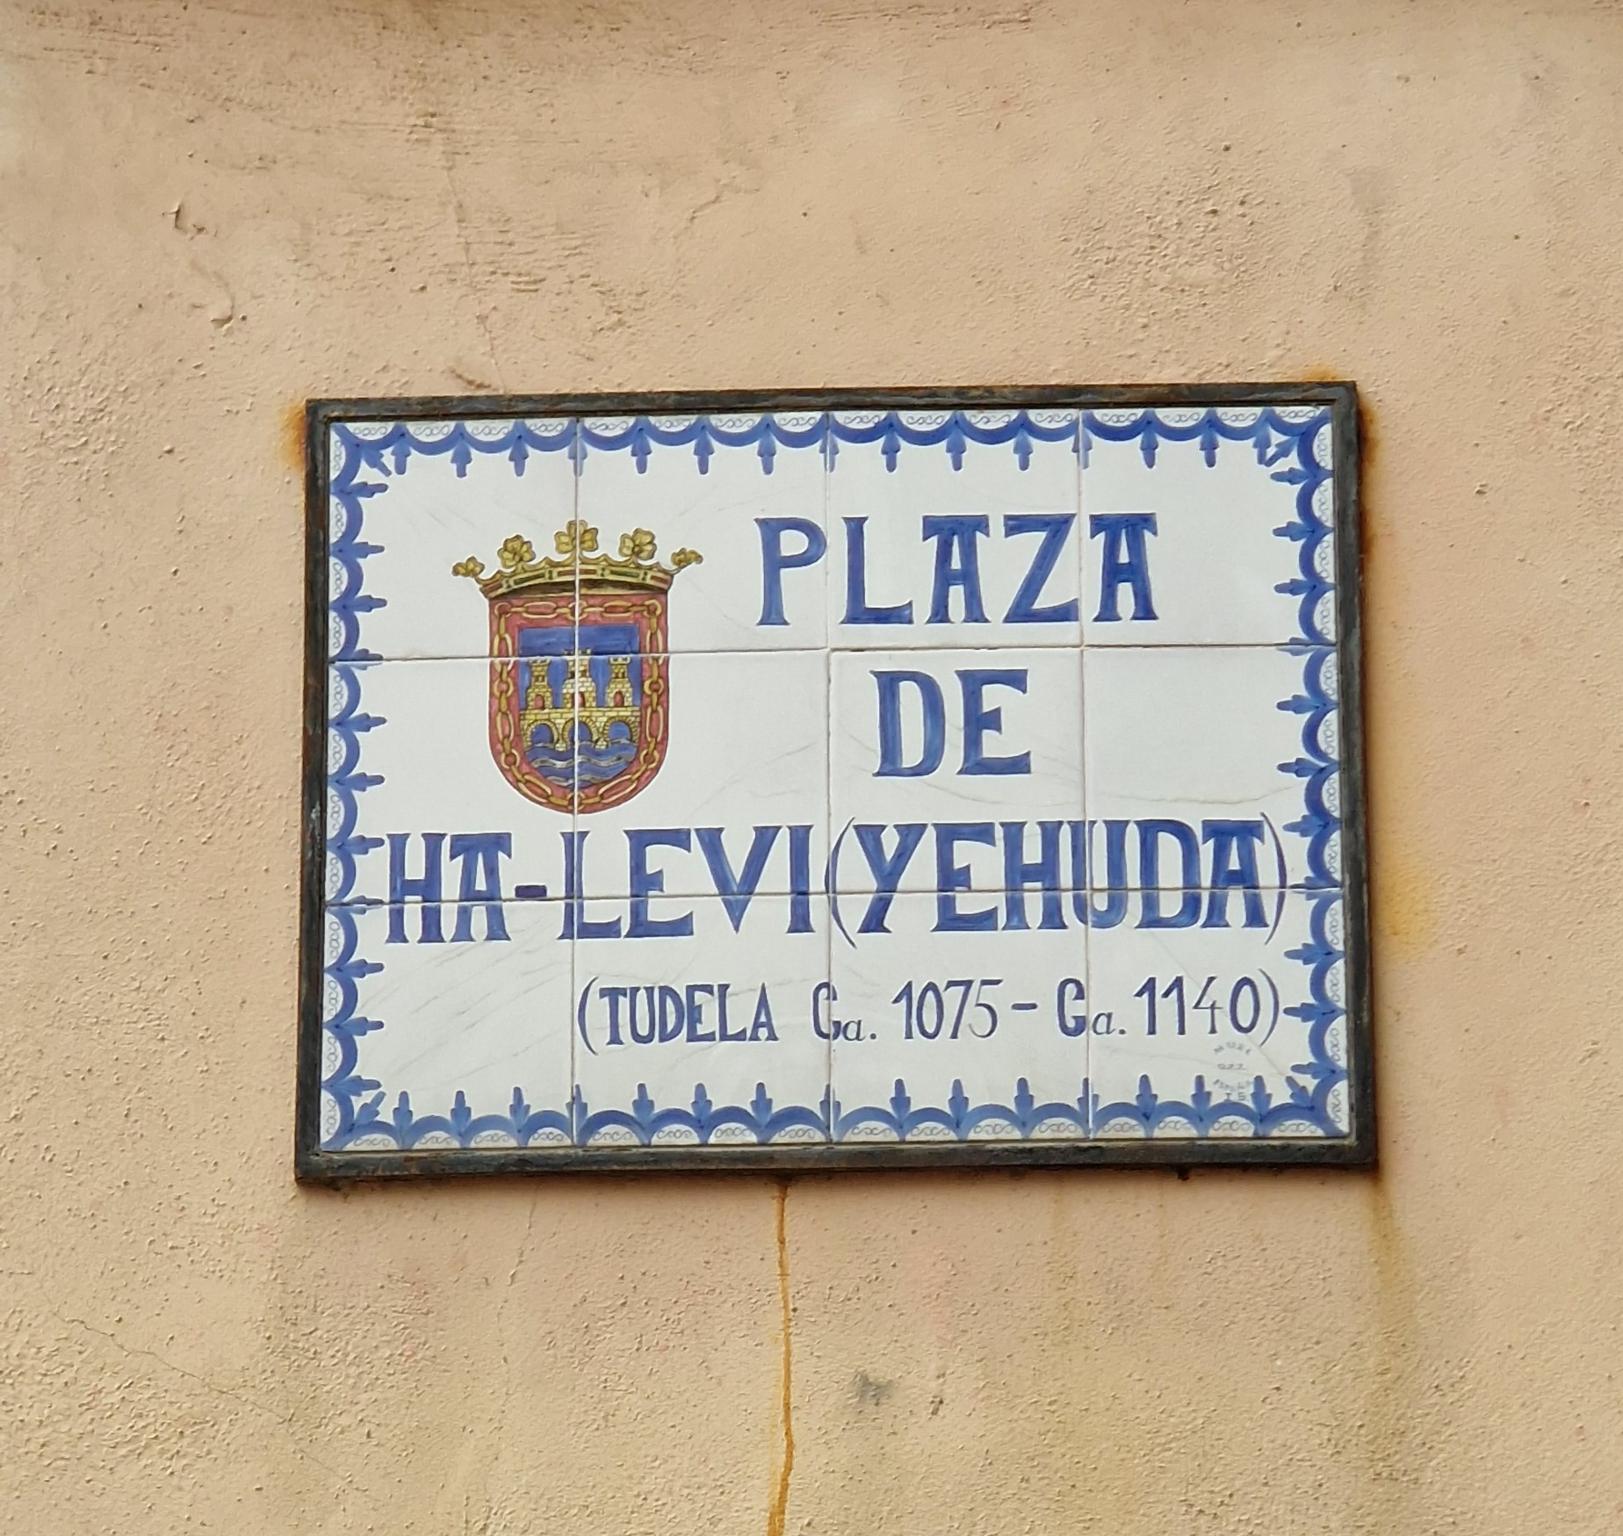 PLAZA
DE
HA-LEVI (YEHUDA)
(TUDELA Ca. 1075 - Ca. 1140)